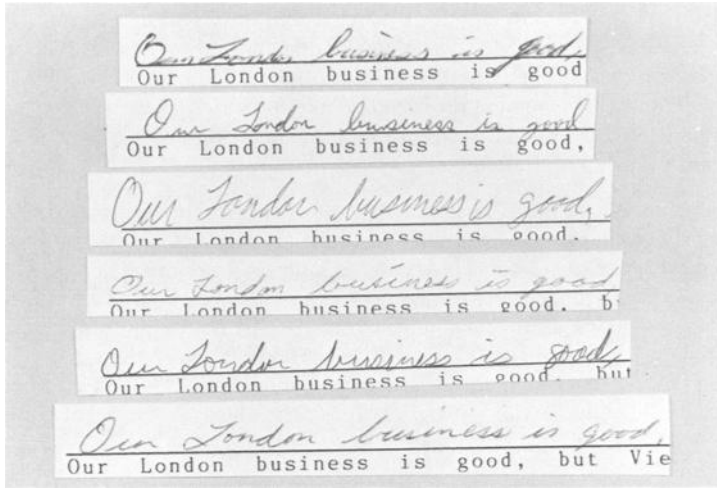 Our London business is good,
Our London business is good
Our London business is good
Our London business is good,
Our London business is good,
Our London business is good,
Our London business is good
Our London business is good, b
Our London business is good,
Our London business is good, but
Our London business is good,
Our London business is good, but Vie